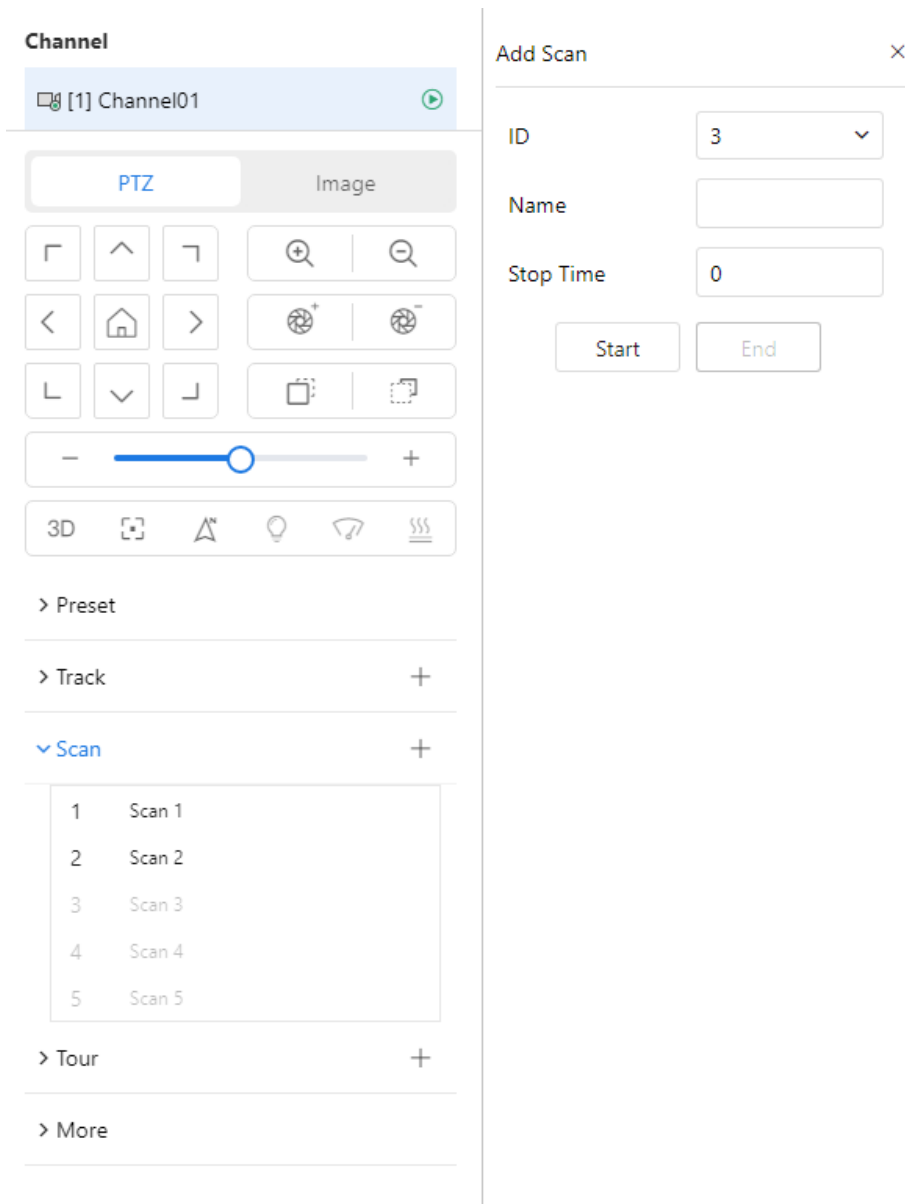 Channel
[1] Channel01
PTZ Image
3D N
Preset
Track
Scan
1 Scan 1
2 Scan 2
3 Scan 3
4 Scan 4
5 Scan 5
Tour
More
Add Scan
ID 3
Name
Stop Time 0
Start End